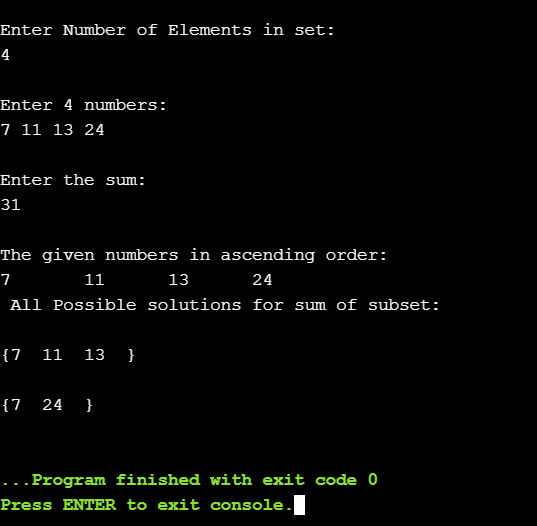 Enter Number of Elements in set:
4
Enter 4 numbers:
7 11 13 24
Enter the sum:
31
The given numbers in ascending order:
7 11 13 24
All Possible solutions for sum of subset:
{7 11 13 }
{7 24 }
...Program finished with exit code 0
Press ENTER to exit console.